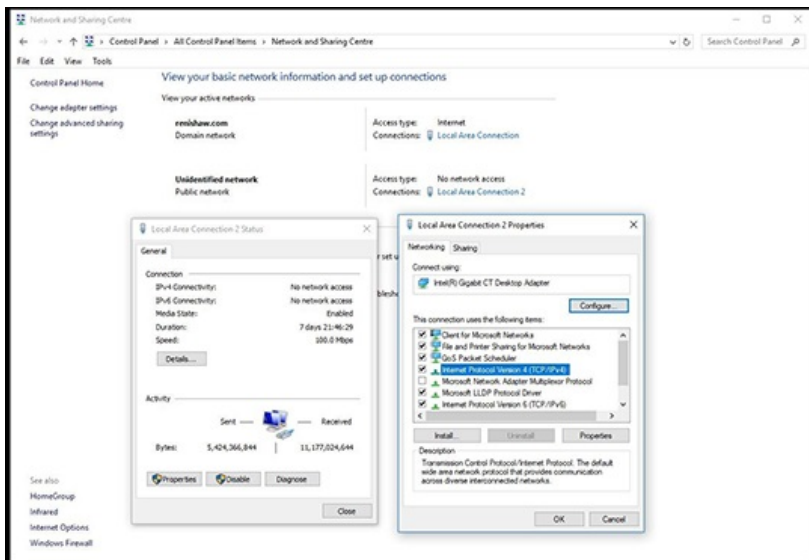 Network and Sharing Centre
Control Panel > All Control Panel Items > Network and Sharing Centre
Search Control Panel
File Edit View Tools
Control Panel Home
Change adapter settings
Change advanced sharing
settings
View your basic network information and set up connections
View your active networks
renishaw.com
Domain network
Access type: Internet
Connections: Local Area Connection
Unidentified network
Public network
Access type: No network access
Connections: Local Area Connection 2
Local Area Connection 2 Status
General
Connection
IPv4 Connectivity: No network access
IPv6 Connectivity: No network access
Media State: Enabled
Duration: 7 days 21:46:29
Speed: 100.0 Mbps
Details...
Activity
Sent — — Received
Bytes: 5,424,366,844 | 11,177,024,644
Properties Disable Diagnose
Close
Local Area Connection 2 Properties
Networking Sharing
Connect using:
Intel(R) Gigabit CT Desktop Adapter
Configure...
This connection uses the following items:
Client for Microsoft Networks
File and Printer Sharing for Microsoft Networks
QoS Packet Scheduler
Internet Protocol Version 4 (TCP/IPv4)
Microsoft Network Adapter Multiplexor Protocol
Microsoft LLDP Protocol Driver
Internet Protocol Version 6 (TCP/IPv6)
Install... Uninstall Properties
Description
Transmission Control Protocol/Internet Protocol. The default
wide area network protocol that provides communication
across diverse interconnected networks.
OK Cancel
See also
HomeGroup
Infrared
Internet Options
Windows Firewall